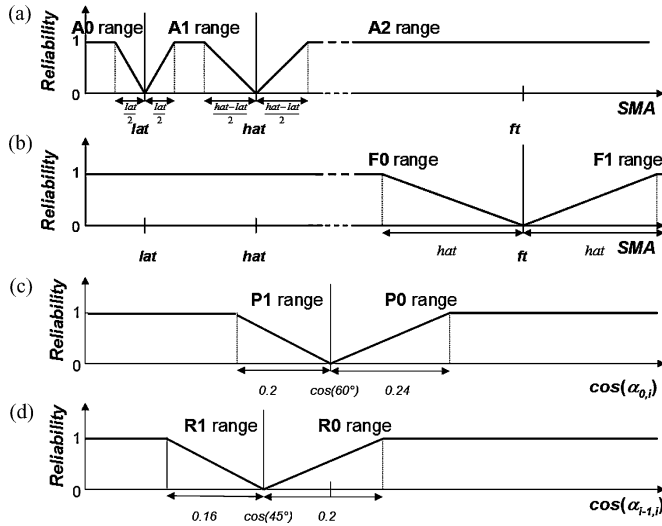 (a)
Reliability
A0 range A1 range A2 range
1
0
lat/2 lat/2 hat−lat/2 hat−lat/2
lat hat ft SMA
(b)
Reliability
F0 range F1 range
1
0
hat hat
lat hat ft SMA
(c)
Reliability
P1 range P0 range
1
0
0.2 cos(60°) 0.24 cos(α0,i)
(d)
Reliability
R1 range R0 range
1
0
0.16 cos(45°) 0.2 cos(αi-1,i)